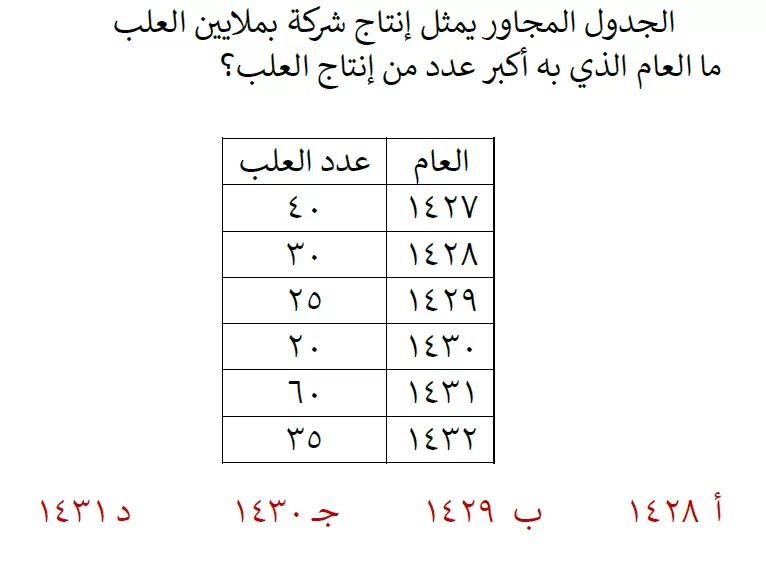 الجدول المجاور يمثل إنتاج شركة بملايين العلب
ما العام الذي به أكبر عدد من إنتاج العلب؟
العام عدد العلب
١٤٢٧ ٤٠
١٤٢٨ ٣٠
١٤٢٩ ٢٥
١٤٣٠ ٢٠
١٤٣١ ٦٠
١٤٣٢ ٣٥
أ ١٤٢٨ ب ١٤٢٩ جـ ١٤٣٠ د ١٤٣١